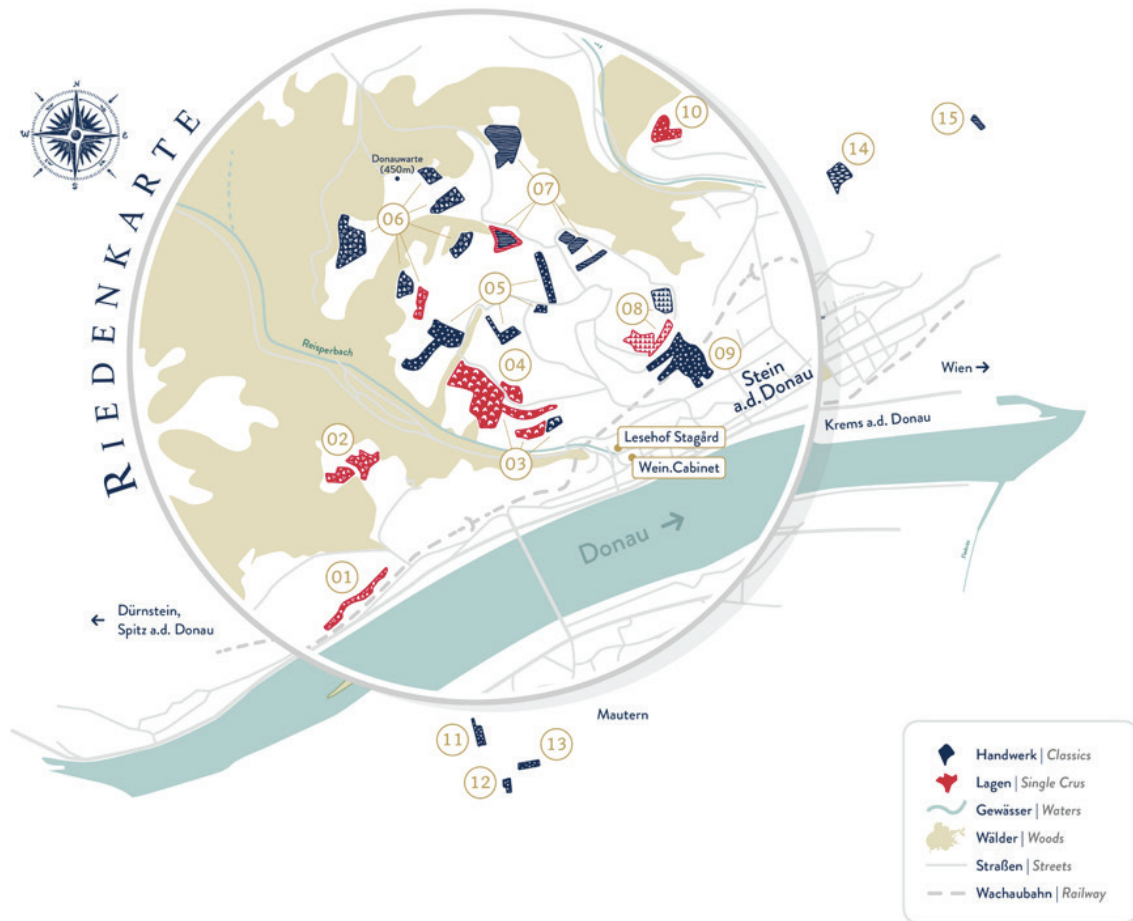 N
W
E
S
RIEDENKARTE
10
15
14
Donauwarte
(450m)
07
06
05
08
09
04
Reisperbach
Stein
a.d. Donau
Wien →
Krems a.d. Donau
Lesehof Stagård
02
03
Wein.Cabinet
Donau →
01
←
Dürnstein,
Spitz a.d. Donau
Mautern
11
13
12
Handwerk | Classics
Lagen | Single Crus
Gewässer | Waters
Wälder | Woods
Straßen | Streets
Wachaubahn | Railway